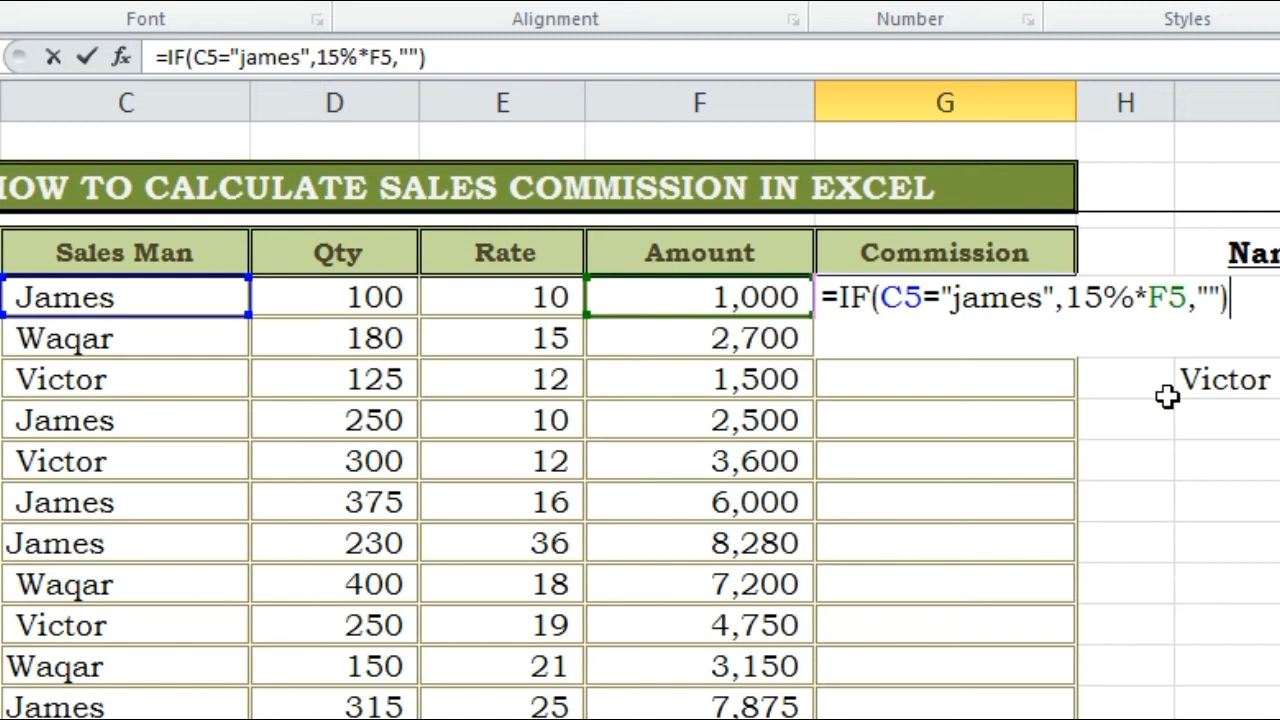 Font Alignment Number Styles
fx =IF(C5="james",15%*F5,"")
C D E F G H
HOW TO CALCULATE SALES COMMISSION IN EXCEL
Sales Man Qty Rate Amount Commission Nar
James 100 10 1,000 =IF(C5="james",15%*F5,"")
Waqar 180 15 2,700
Victor 125 12 1,500 Victor
James 250 10 2,500
Victor 300 12 3,600
James 375 16 6,000
James 230 36 8,280
Waqar 400 18 7,200
Victor 250 19 4,750
Waqar 150 21 3,150
James 315 25 7,875